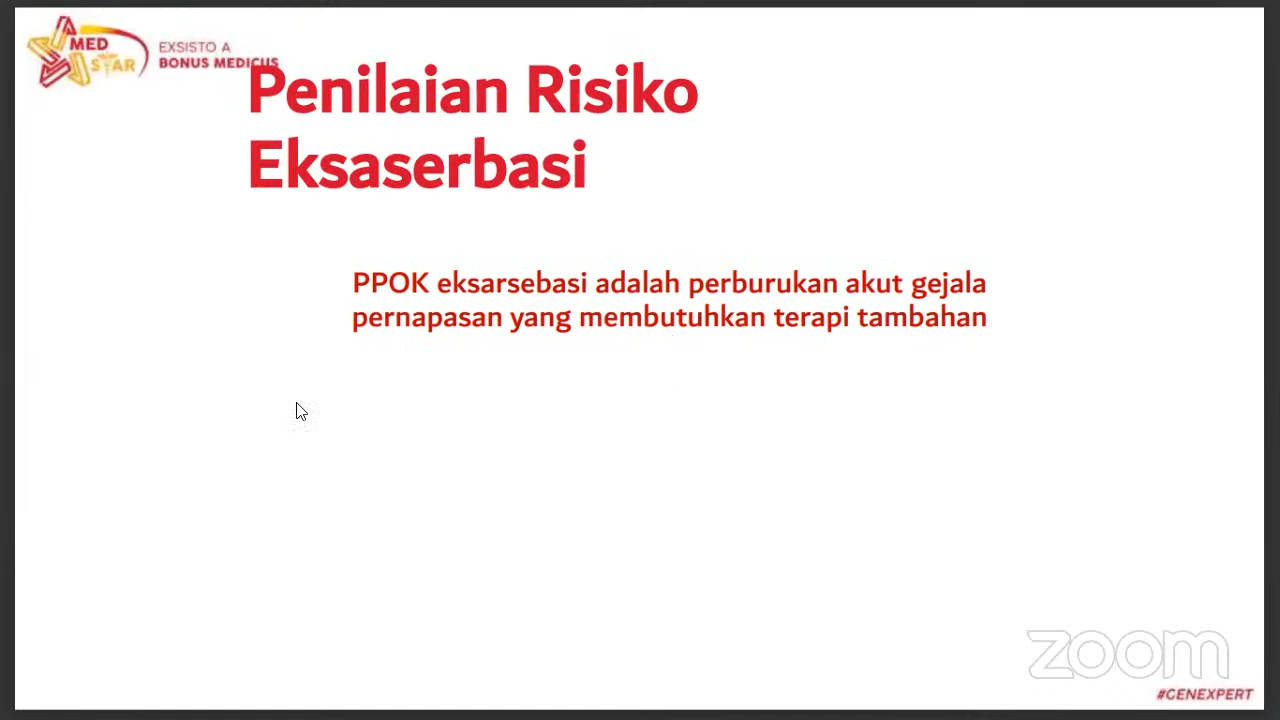 MED
STAR
EXSISTO A
BONUS MEDICUS
Penilaian Risiko
Eksaserbasi
PPOK eksarsebasi adalah perburukan akut gejala
pernapasan yang membutuhkan terapi tambahan
zoom
#GENEXPERT